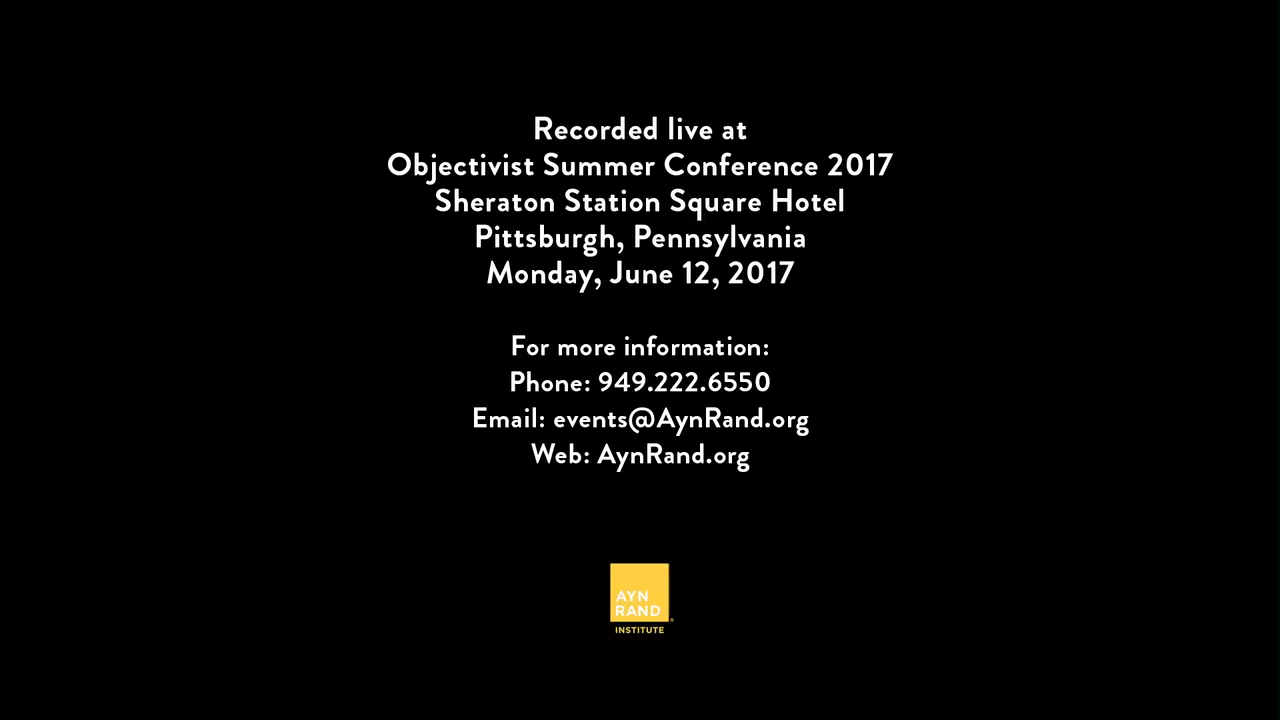 Recorded live at
Objectivist Summer Conference 2017
Sheraton Station Square Hotel
Pittsburgh, Pennsylvania
Monday, June 12, 2017
For more information:
Phone: 949.222.6550
Email: events@AynRand.org
Web: AynRand.org
AYN
RAND
INSTITUTE